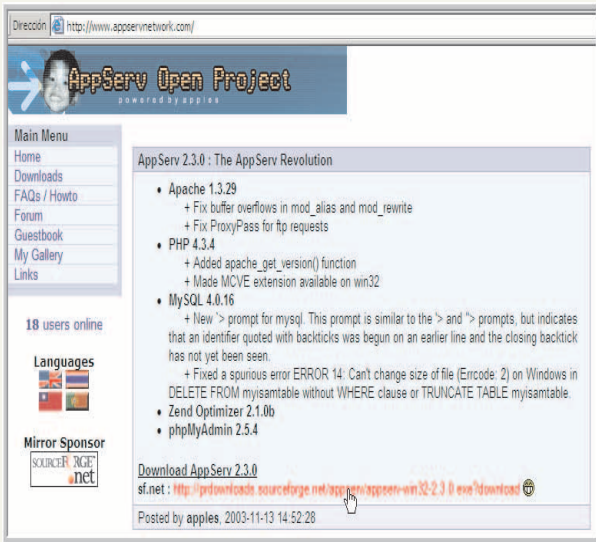 Dirección http://www.appservnetwork.com/
AppServ Open Project
powered by apples
Main Menu
Home
Downloads
FAQs / Howto
Forum
Guestbook
My Gallery
Links
18 users online
Languages
Mirror Sponsor
SOURCEFORGE
.net
AppServ 2.3.0 : The AppServ Revolution
• Apache 1.3.29
+ Fix buffer overflows in mod_alias and mod_rewrite
+ Fix ProxyPass for ftp requests
• PHP 4.3.4
+ Added apache_get_version() function
+ Made MCVE extension available on win32
• MySQL 4.0.16
+ New '> prompt for mysql. This prompt is similar to the '> and "> prompts, but indicates
that an identifier quoted with backticks was begun on an earlier line and the closing backtick
has not yet been seen.
+ Fixed a spurious error ERROR 14: Can't change size of file (Errcode: 2) on Windows in
DELETE FROM myisamtable without WHERE clause or TRUNCATE TABLE myisamtable.
• Zend Optimizer 2.1.0b
• phpMyAdmin 2.5.4
Download AppServ 2.3.0
sf.net : http://prdownloads.sourceforge.net/appserv/appserv-win32-2.3.0.exe?download
Posted by apples, 2003-11-13 14:52:28